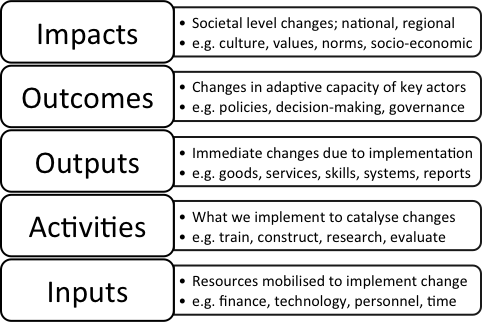 Impacts
• Societal level changes; national, regional
• e.g. culture, values, norms, socio-economic
Outcomes
• Changes in adaptive capacity of key actors
• e.g. policies, decision-making, governance
Outputs
• Immediate changes due to implementation
• e.g. goods, services, skills, systems, reports
Activities
• What we implement to catalyse changes
• e.g. train, construct, research, evaluate
Inputs
• Resources mobilised to implement change
• e.g. finance, technology, personnel, time